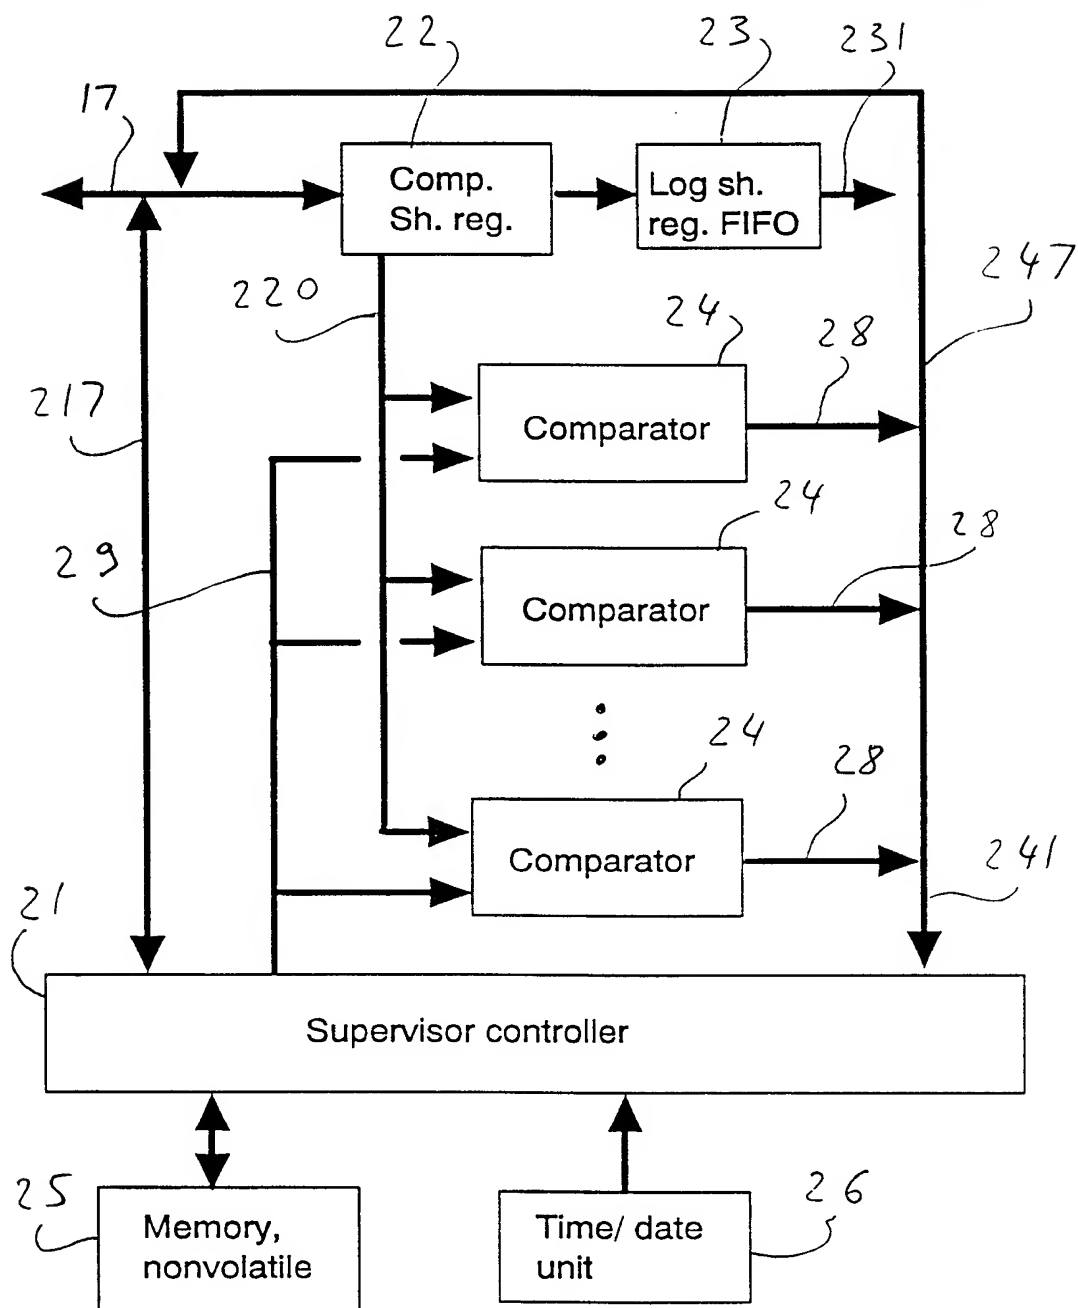 22
23
231
17
Comp.
Sh. reg.
Log sh.
reg. FIFO
220
247
24
28
217
Comparator
24
28
29
Comparator
24
28
Comparator
241
21
Supervisor controller
25
26
Memory,
nonvolatile
Time/ date
unit